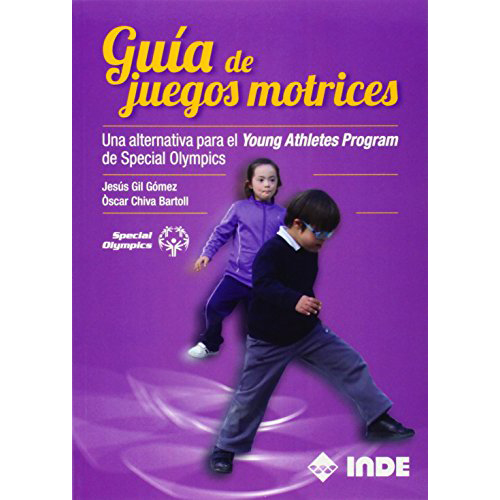 Guía de
juegos motrices
Una alternativa para el Young Athletes Program
de Special Olympics
Jesús Gil Gómez
Òscar Chiva Bartoll
Special
Olympics
INDE